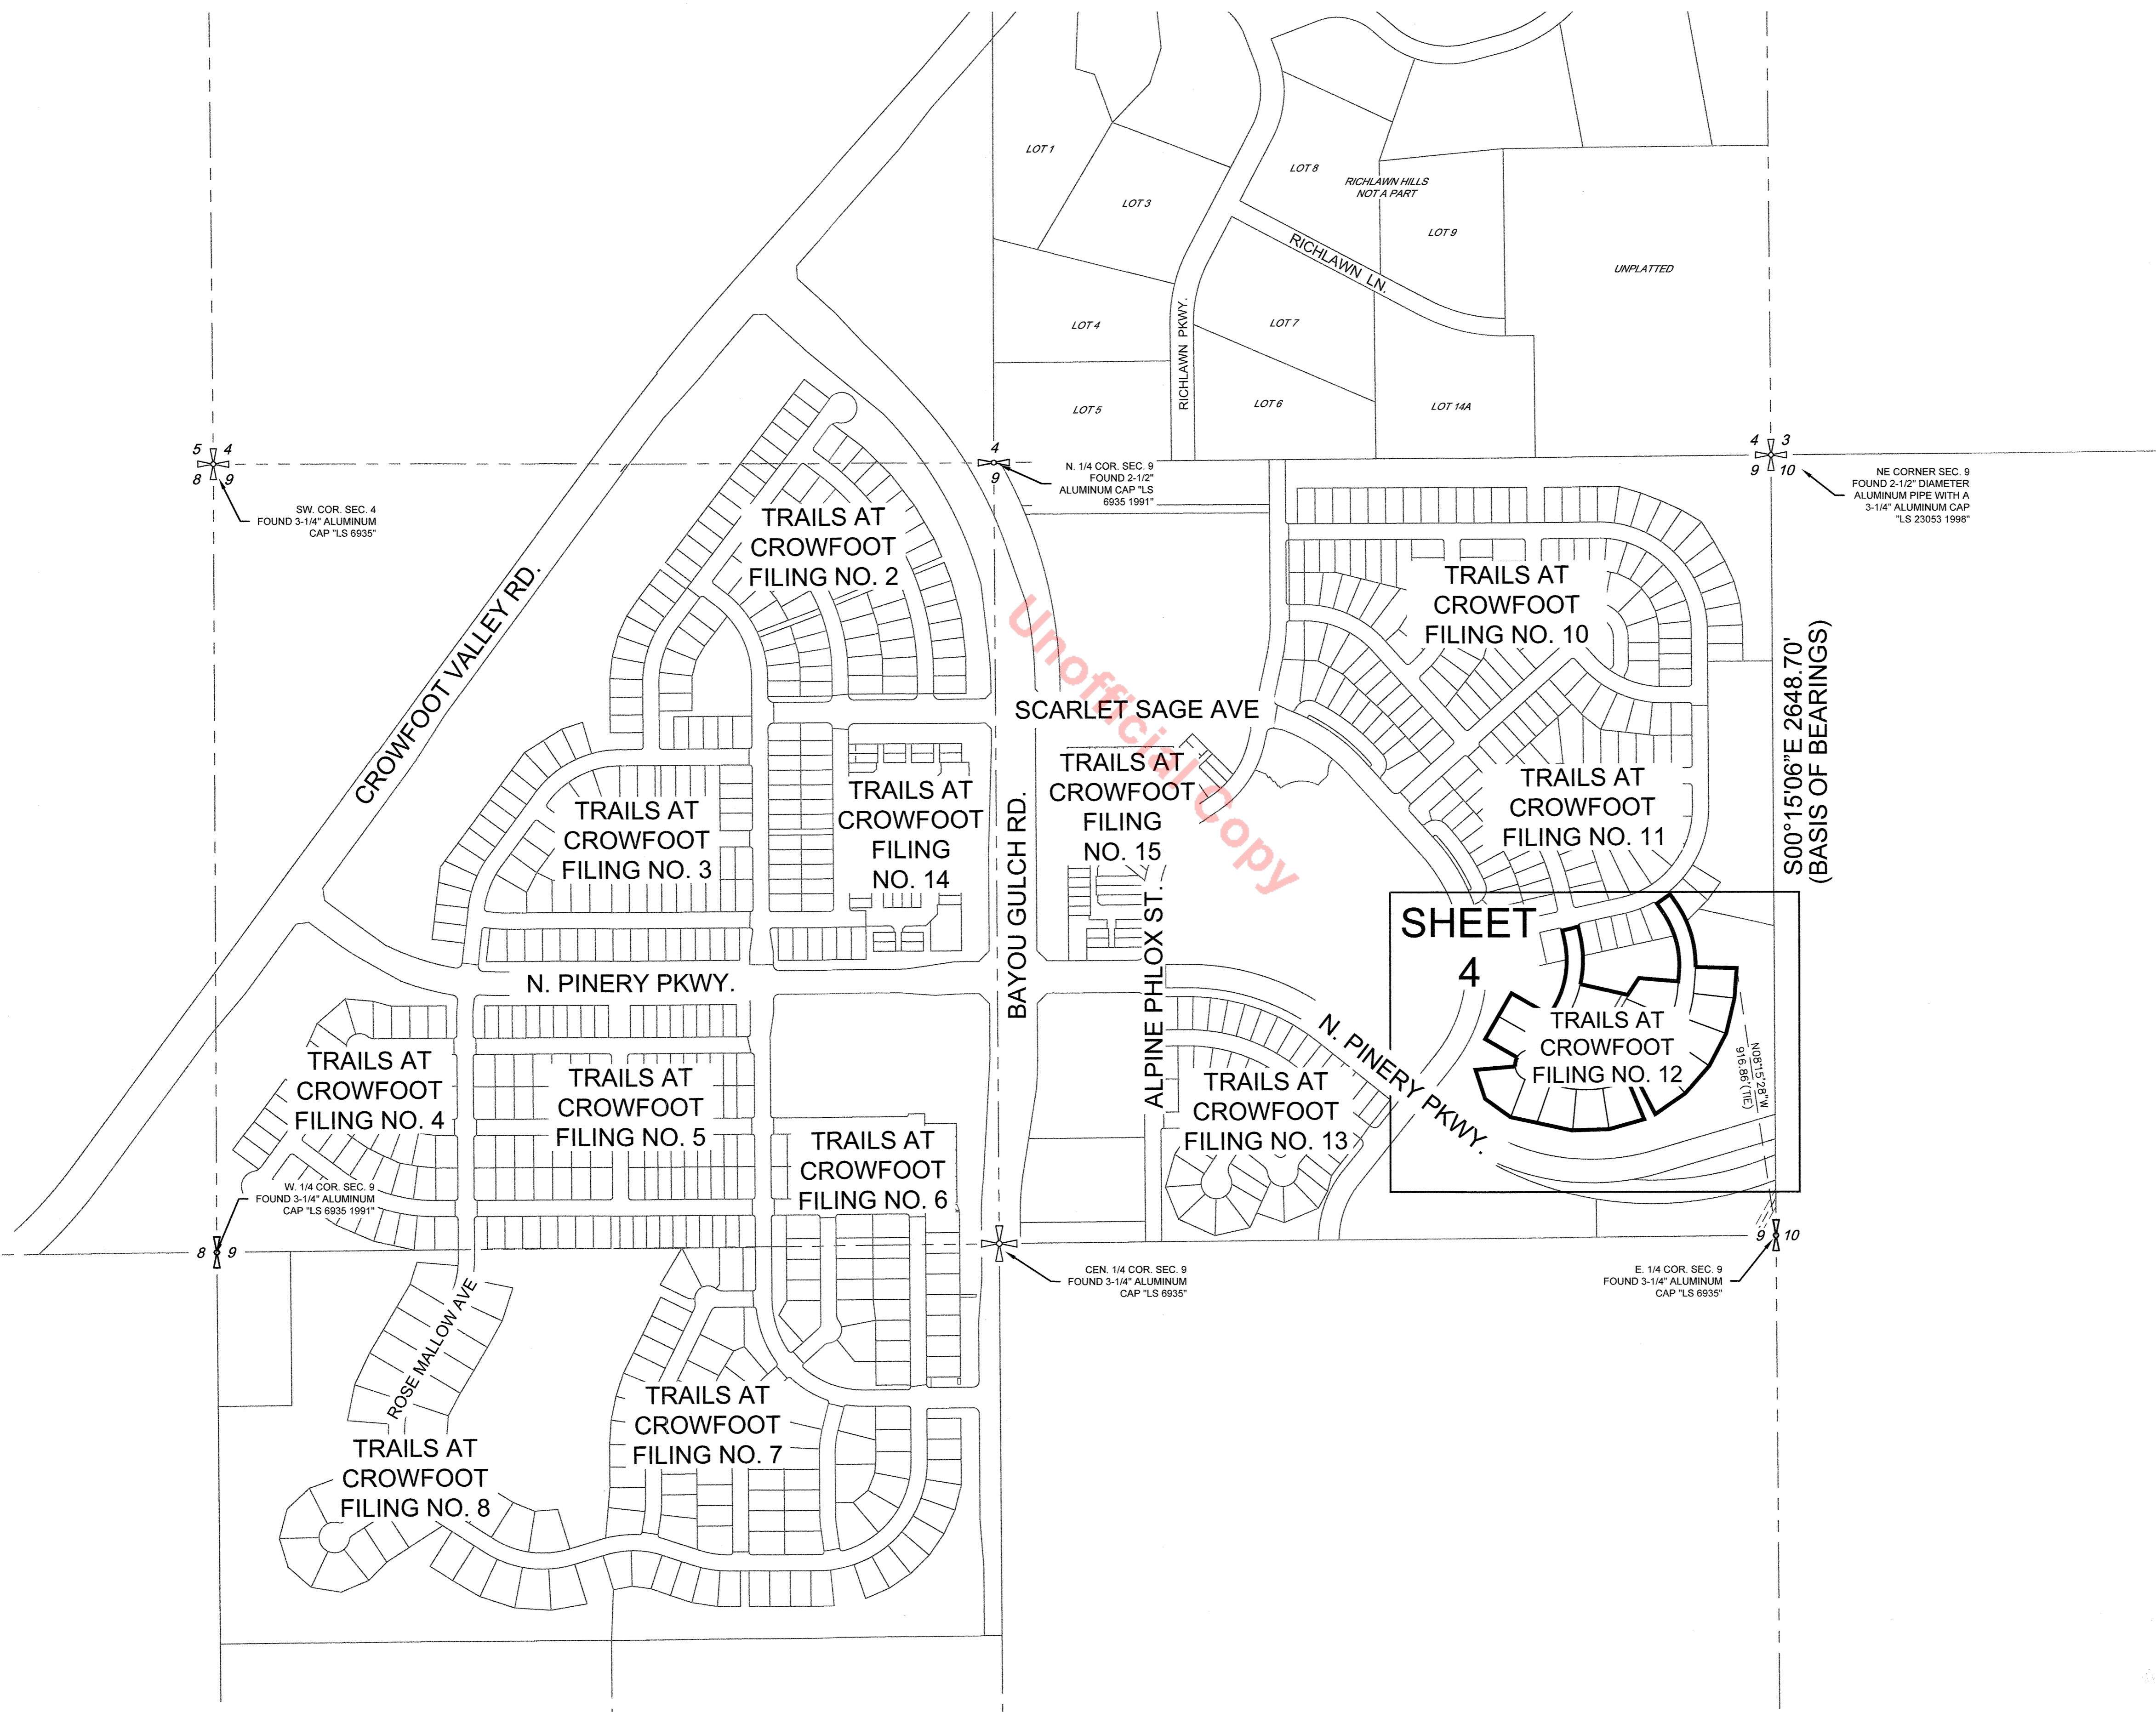 LOT 1
LOT 3
LOT 8
RICHLAWN HILLS
NOT A PART
LOT 9
RICHLAWN LN.
UNPLATTED
LOT 4
RICHLAWN PKWY.
LOT 7
LOT 5
LOT 6
LOT 14A
5 4
8 9
SW. COR. SEC. 4
FOUND 3-1/4" ALUMINUM
CAP "LS 6935"
4
9
N. 1/4 COR. SEC. 9
FOUND 2-1/2"
ALUMINUM CAP "LS
6935 1991"
4 3
9 10
NE CORNER SEC. 9
FOUND 2-1/2" DIAMETER
ALUMINUM PIPE WITH A
3-1/4" ALUMINUM CAP
"LS 23053 1998"
CROWFOOT VALLEY RD.
TRAILS AT
CROWFOOT
FILING NO. 2
TRAILS AT
CROWFOOT
FILING NO. 10
S00°15'06"E 2648.70'
(BASIS OF BEARINGS)
Unofficial Copy
SCARLET SAGE AVE
TRAILS AT
CROWFOOT
FILING NO. 3
TRAILS AT
CROWFOOT
FILING
NO. 14
BAYOU GULCH RD.
TRAILS AT
CROWFOOT
FILING
NO. 15
TRAILS AT
CROWFOOT
FILING NO. 11
ALPINE PHLOX ST.
SHEET
4
N. PINERY PKWY.
N. PINERY PKWY.
TRAILS AT
CROWFOOT
FILING NO. 12
N08°15'28"W
916.86'(TIE)
TRAILS AT
CROWFOOT
FILING NO. 4
TRAILS AT
CROWFOOT
FILING NO. 5
TRAILS AT
CROWFOOT
FILING NO. 6
TRAILS AT
CROWFOOT
FILING NO. 13
W. 1/4 COR. SEC. 9
FOUND 3-1/4" ALUMINUM
CAP "LS 6935 1991"
8 9
CEN. 1/4 COR. SEC. 9
FOUND 3-1/4" ALUMINUM
CAP "LS 6935"
9 10
E. 1/4 COR. SEC. 9
FOUND 3-1/4" ALUMINUM
CAP "LS 6935"
ROSE MALLOW AVE
TRAILS AT
CROWFOOT
FILING NO. 7
TRAILS AT
CROWFOOT
FILING NO. 8